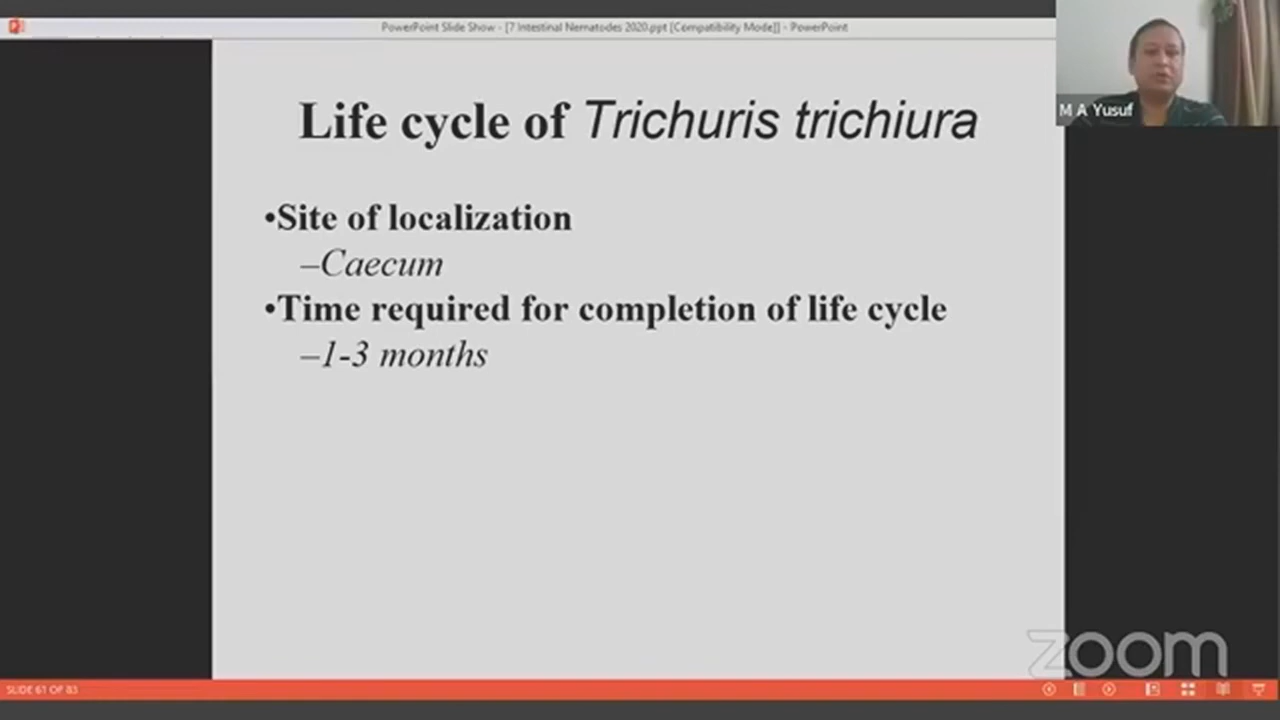 PowerPoint Slide Show - [7 Intestinal Nematodes 2020.ppt [Compatibility Mode]] - PowerPoint
M A Yusuf
Life cycle of Trichuris trichiura
•Site of localization
–Caecum
•Time required for completion of life cycle
–1-3 months
zoom
SLIDE 61 OF 83